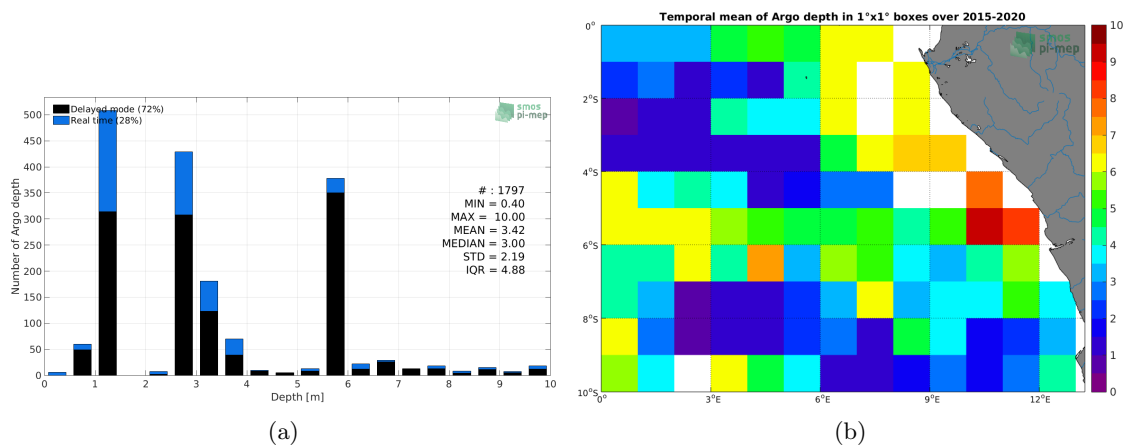 Temporal mean of Argo depth in 1°x1° boxes over 2015-2020
Delayed mode (72%)
Real time (28%)
smos
pi-mep
# : 1797
MIN = 0.40
MAX = 10.00
MEAN = 3.42
MEDIAN = 3.00
STD = 2.19
IQR = 4.88
Number of Argo depth
500
450
400
350
300
250
200
150
100
50
0
0 1 2 3 4 5 6 7 8 9 10
Depth [m]
(a)
smos
pi-mep
0°
2°S
4°S
6°S
8°S
10°S
0° 3°E 6°E 9°E 12°E
10
9
8
7
6
5
4
3
2
1
0
(b)